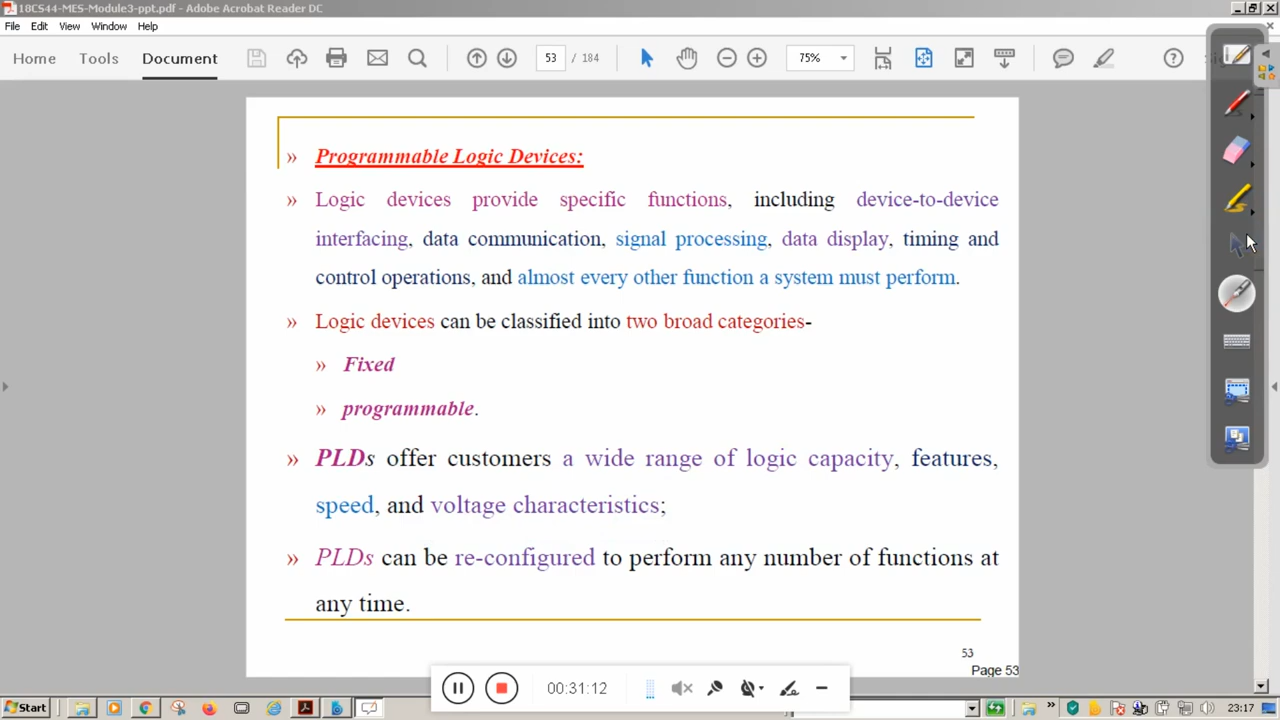 18CS44-MES-Module3-ppt.pdf - Adobe Acrobat Reader DC
File Edit View Window Help
Home Tools Document 53 / 184 75%
» Programmable Logic Devices:
» Logic devices provide specific functions, including device-to-device
interfacing, data communication, signal processing, data display, timing and
control operations, and almost every other function a system must perform.
» Logic devices can be classified into two broad categories-
» Fixed
» programmable.
» PLDs offer customers a wide range of logic capacity, features,
speed, and voltage characteristics;
» PLDs can be re-configured to perform any number of functions at
any time.
53
Page 53
00:31:12
Start 23:17